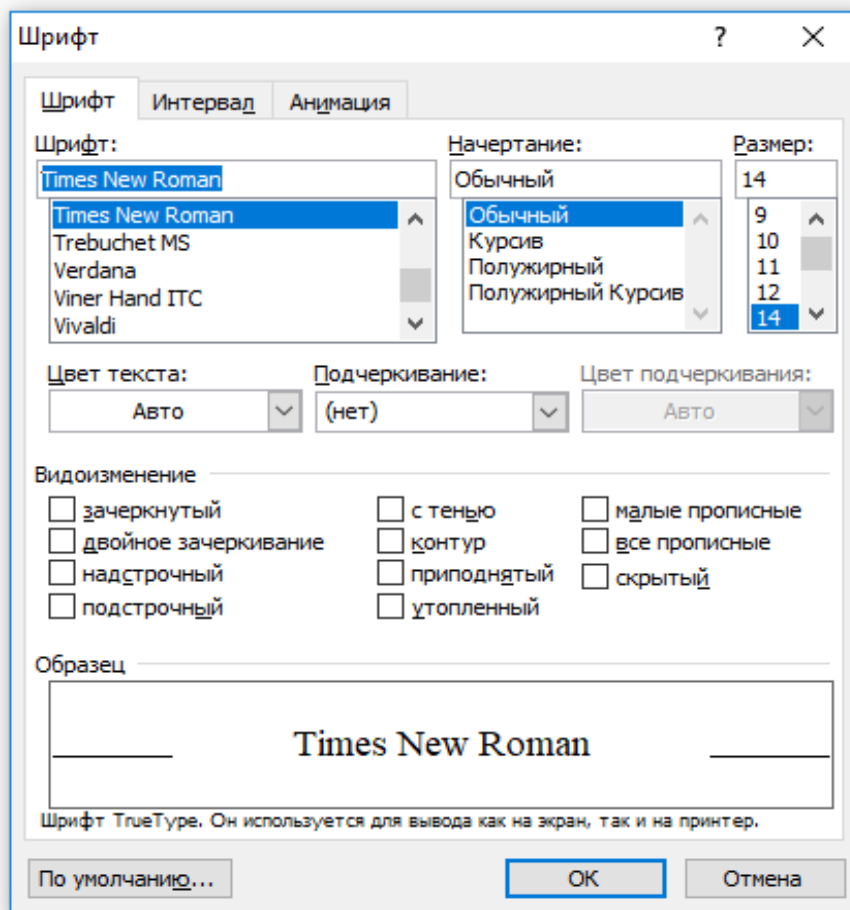 Шрифт ?
Шрифт Интервал Анимация
Шрифт: Начертание: Размер:
Times New Roman Обычный 14
Times New Roman Обычный 9
Trebuchet MS Курсив 10
Verdana Полужирный 11
Viner Hand ITC Полужирный Курсив 12
Vivaldi 14
Цвет текста: Подчеркивание: Цвет подчеркивания:
Авто (нет) Авто
Видоизменение
зачеркнутый с тенью малые прописные
двойное зачеркивание контур все прописные
надстрочный приподнятый скрытый
подстрочный утопленный
Образец
Times New Roman
Шрифт TrueType. Он используется для вывода как на экран, так и на принтер.
По умолчанию... ОК Отмена